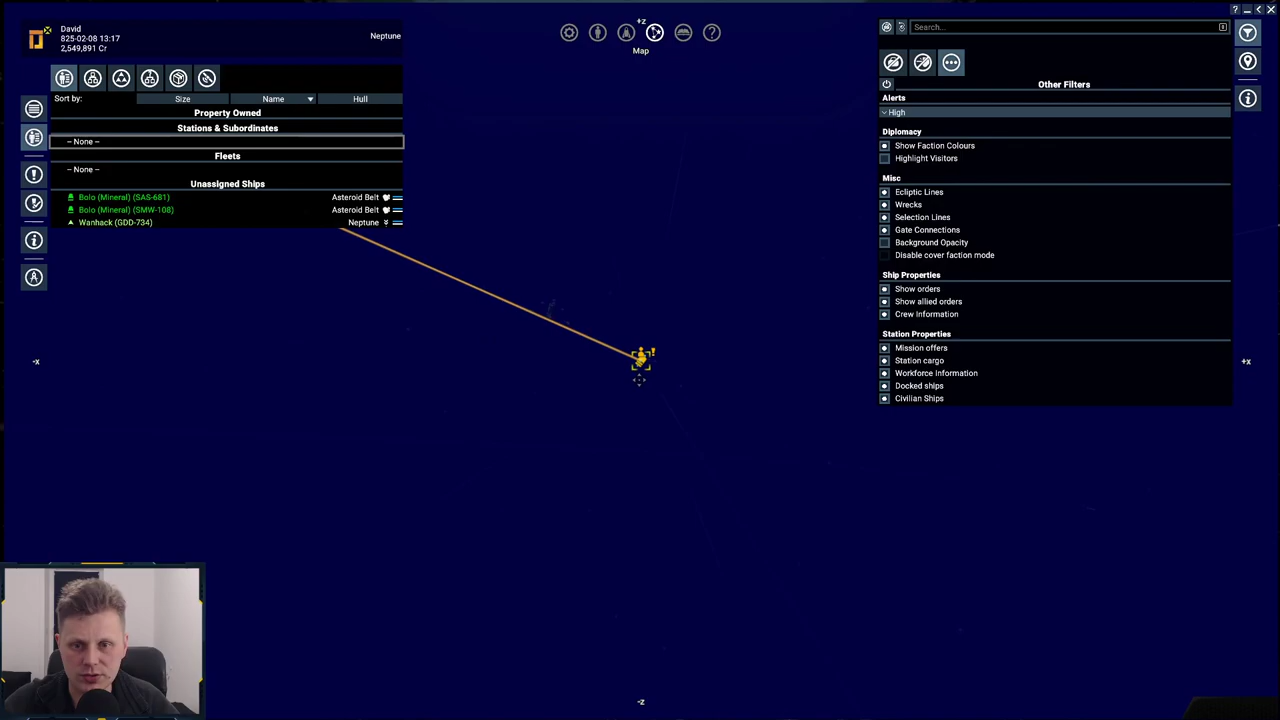 David
825-02-08 13:17
2,549,891 Cr
Neptune
+z
Map
Sort by:
Size
Name
Hull
Property Owned
Stations & Subordinates
-- None --
Fleets
-- None --
Unassigned Ships
Bolo (Mineral) (SAS-681) Asteroid Belt
Bolo (Mineral) (SMW-108) Asteroid Belt
Wanhack (GDD-734) Neptune
-x
+x
-z
Search...
Other Filters
Alerts
High
Diplomacy
Show Faction Colours
Highlight Visitors
Misc
Ecliptic Lines
Wrecks
Selection Lines
Gate Connections
Background Opacity
Disable cover faction mode
Ship Properties
Show orders
Show allied orders
Crew Information
Station Properties
Mission offers
Station cargo
Workforce Information
Docked ships
Civilian Ships